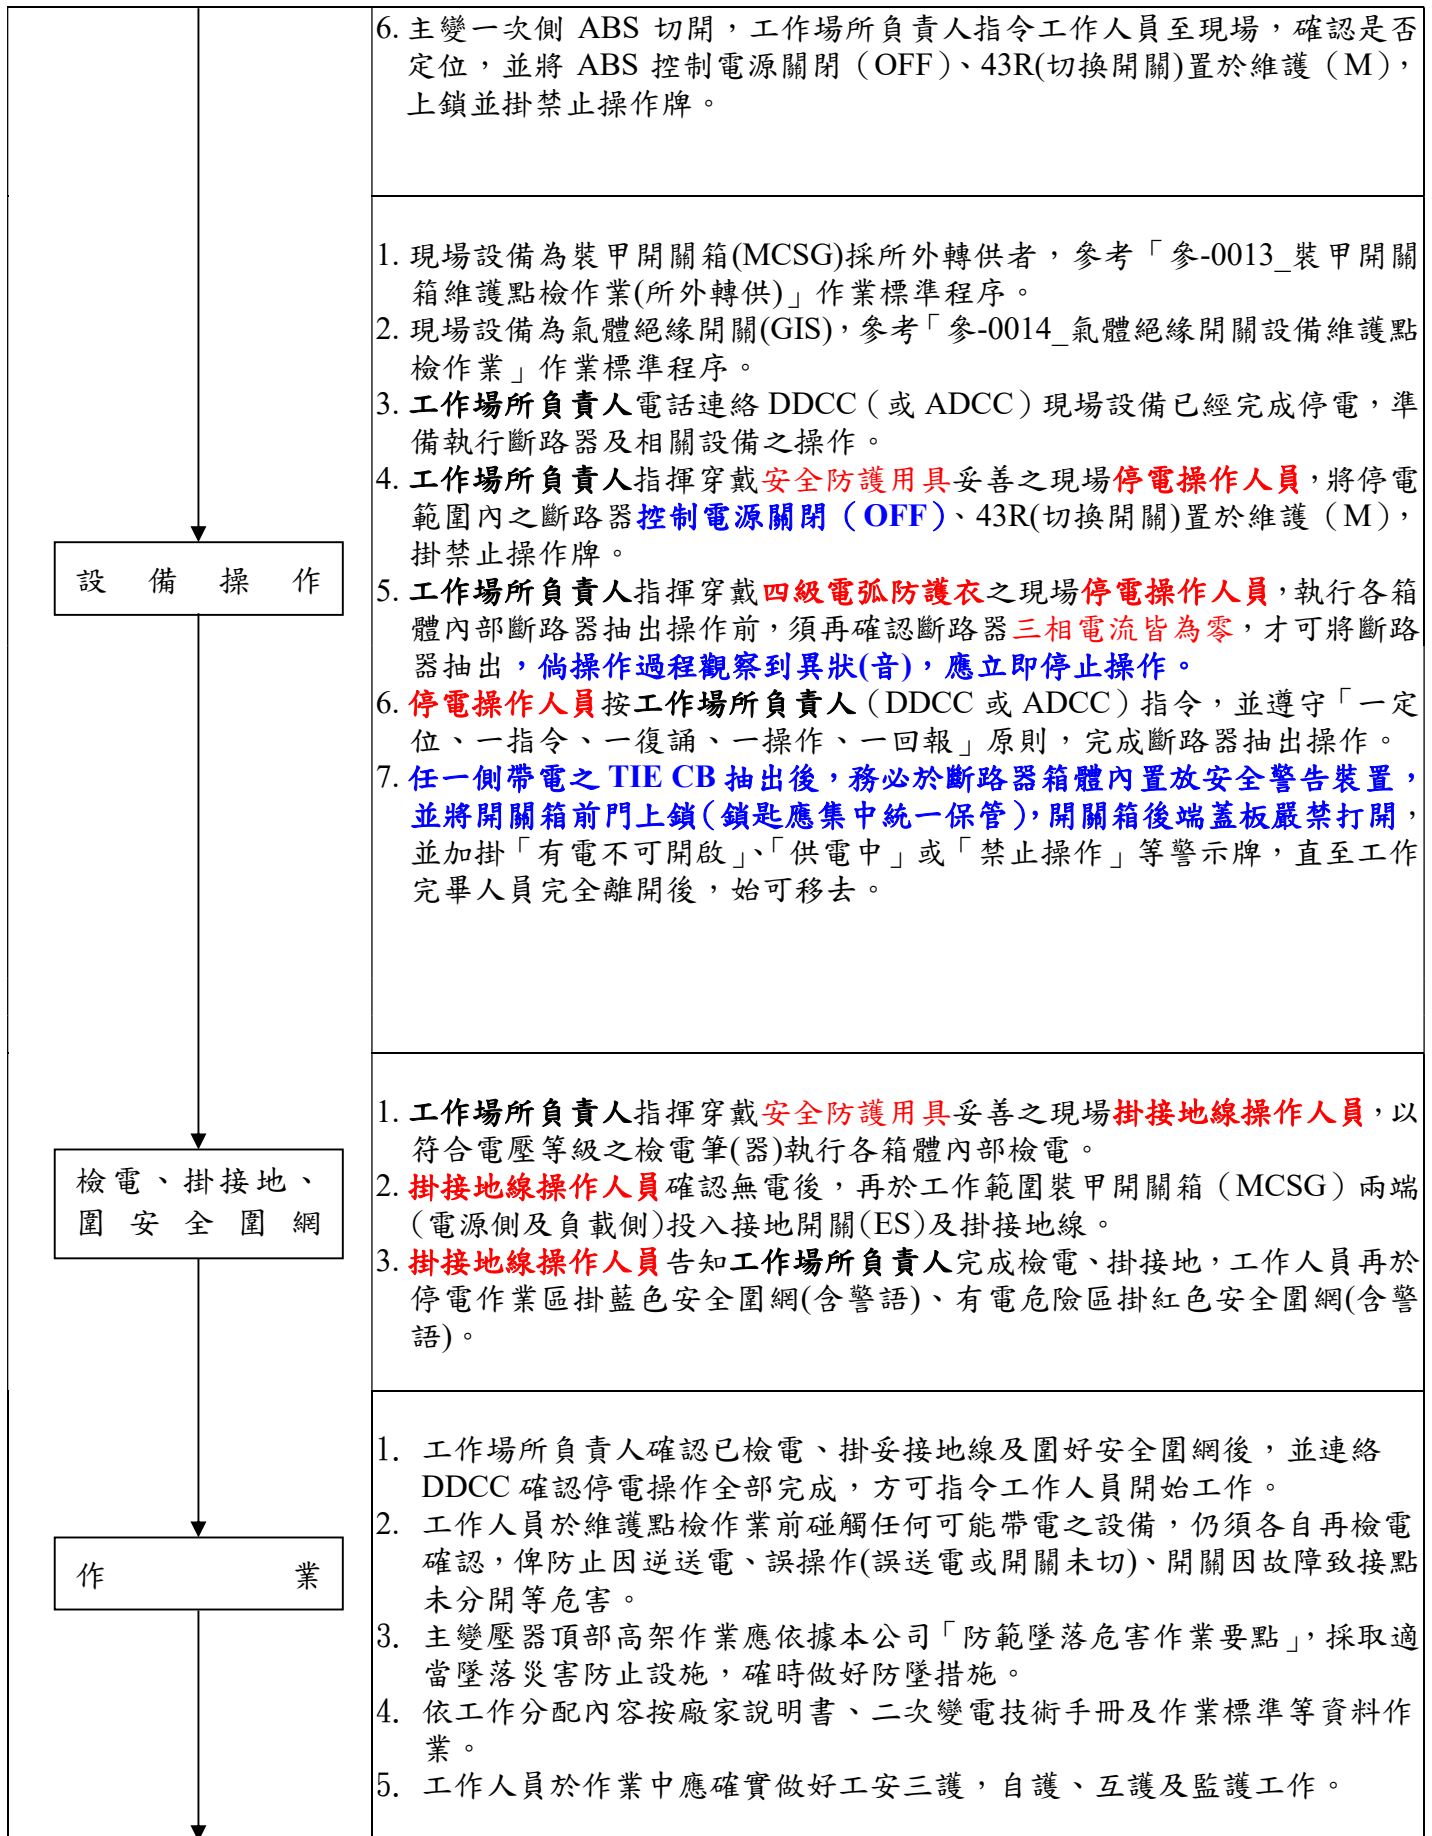 6. 主變一次側 ABS 切開，工作場所負責人指令工作人員至現場，確認是否
定位，並將 ABS 控制電源關閉（OFF）、43R(切換開關)置於維護（M），
上鎖並掛禁止操作牌。
設備操作
1. 現場設備為裝甲開關箱(MCSG)採所外轉供者，參考「參-0013_裝甲開關
箱維護點檢作業(所外轉供)」作業標準程序。
2. 現場設備為氣體絕緣開關(GIS)，參考「參-0014_氣體絕緣開關設備維護點
檢作業」作業標準程序。
3. 工作場所負責人電話連絡 DDCC（或 ADCC）現場設備已經完成停電，準
備執行斷路器及相關設備之操作。
4. 工作場所負責人指揮穿戴安全防護用具妥善之現場停電操作人員，將停電
範圍內之斷路器控制電源關閉（OFF）、43R(切換開關)置於維護（M），
掛禁止操作牌。
5. 工作場所負責人指揮穿戴四級電弧防護衣之現場停電操作人員，執行各箱
體內部斷路器抽出操作前，須再確認斷路器三相電流皆為零，才可將斷路
器抽出，倘操作過程觀察到異狀(音)，應立即停止操作。
6. 停電操作人員按工作場所負責人（DDCC 或 ADCC）指令，並遵守「一定
位、一指令、一復誦、一操作、一回報」原則，完成斷路器抽出操作。
7. 任一側帶電之 TIE CB 抽出後，務必於斷路器箱體內置放安全警告裝置，
並將開關箱前門上鎖（鎖匙應集中統一保管），開關箱後端蓋板嚴禁打開，
並加掛「有電不可開啟」、「供電中」或「禁止操作」等警示牌，直至工作
完畢人員完全離開後，始可移去。
檢電、掛接地、
圍安全圍網
1. 工作場所負責人指揮穿戴安全防護用具妥善之現場掛接地線操作人員，以
符合電壓等級之檢電筆(器)執行各箱體內部檢電。
2. 掛接地線操作人員確認無電後，再於工作範圍裝甲開關箱（MCSG）兩端
(電源側及負載側)投入接地開關(ES)及掛接地線。
3. 掛接地線操作人員告知工作場所負責人完成檢電、掛接地，工作人員再於
停電作業區掛藍色安全圍網(含警語)、有電危險區掛紅色安全圍網(含警
語)。
作業
1. 工作場所負責人確認已檢電、掛妥接地線及圍好安全圍網後，並連絡
DDCC 確認停電操作全部完成，方可指令工作人員開始工作。
2. 工作人員於維護點檢作業前碰觸任何可能帶電之設備，仍須各自再檢電
確認，俾防止因逆送電、誤操作(誤送電或開關未切)、開關因故障致接點
未分開等危害。
3. 主變壓器頂部高架作業應依據本公司「防範墜落危害作業要點」，採取適
當墜落災害防止設施，確時做好防墜措施。
4. 依工作分配內容按廠家說明書、二次變電技術手冊及作業標準等資料作
業。
5. 工作人員於作業中應確實做好工安三護，自護、互護及監護工作。